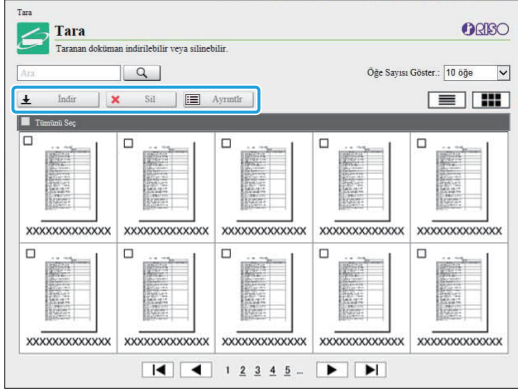 Tara
Tara
RISO
Taranan doküman indirilebilir veya silinebilir.
Ara
Öğe Sayısı Göster.: 10 öğe
İndir Sil Ayrıntlr
Tümünü Seç
XXXXXXXXXXXXX XXXXXXXXXXXXX XXXXXXXXXXXXX XXXXXXXXXXXXX XXXXXXXXXXXXX
XXXXXXXXXXXXX XXXXXXXXXXXXX XXXXXXXXXXXXX XXXXXXXXXXXXX XXXXXXXXXXXXX
1 2 3 4 5 ...